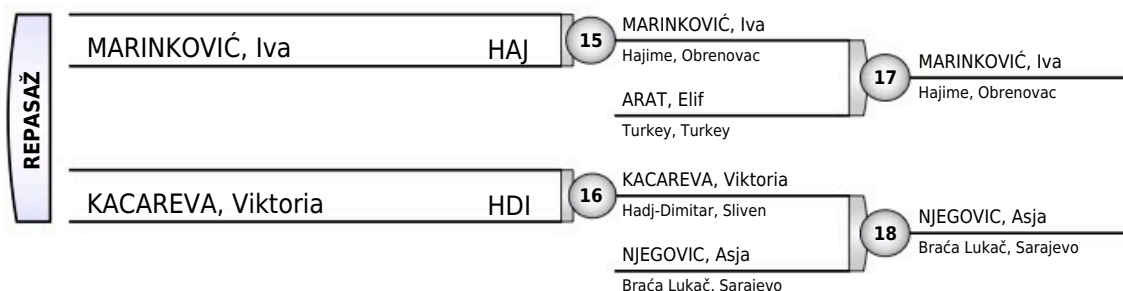 REPASAŽ
MARINKOVIĆ, Iva HAJ
15
MARINKOVIĆ, Iva
Hajime, Obrenovac
ARAT, Elif
Turkey, Turkey
17
MARINKOVIĆ, Iva
Hajime, Obrenovac
KACAREVA, Viktoria HDI
16
KACAREVA, Viktoria
Hadj-Dimitar, Sliven
NJEGOVIC, Asja
Braća Lukač, Sarajevo
18
NJEGOVIC, Asja
Braća Lukač, Sarajevo